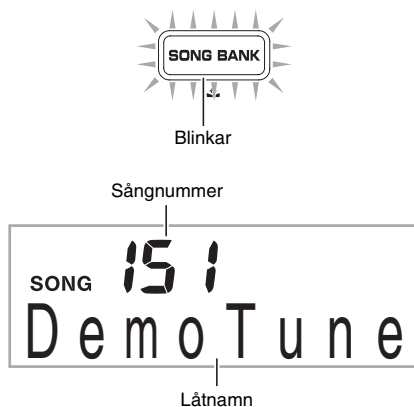 SONG BANK
Blinkar
Sångnummer
SONG 151
DemoTune
Låtnamn